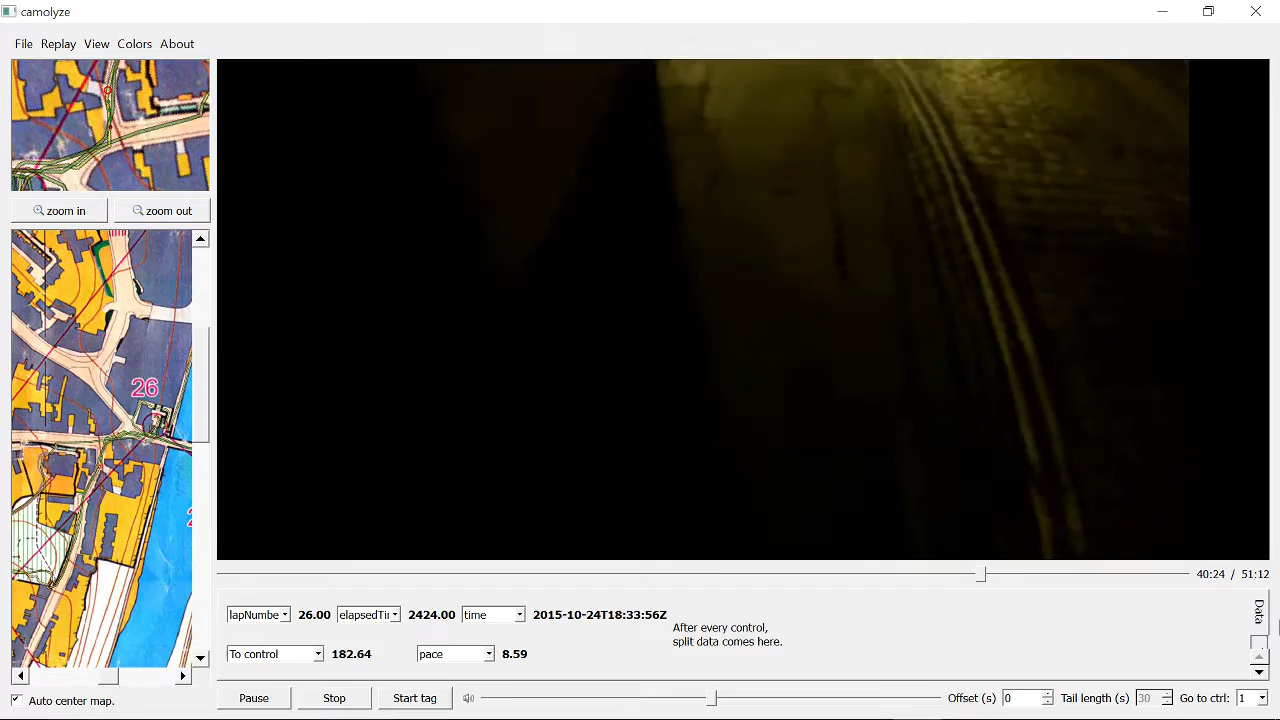 camolyze
File Replay View Colors About
zoom in zoom out
26
40:24 / 51:12
lapNumbe 26.00 elapsedTii 2424.00 time 2015-10-24T18:33:56Z
To control 182.64 pace 8.59
After every control,
split data comes here.
Data
Auto center map.
Pause Stop Start tag Offset (s) 0 Tail length (s) 30 Go to ctrl: 1